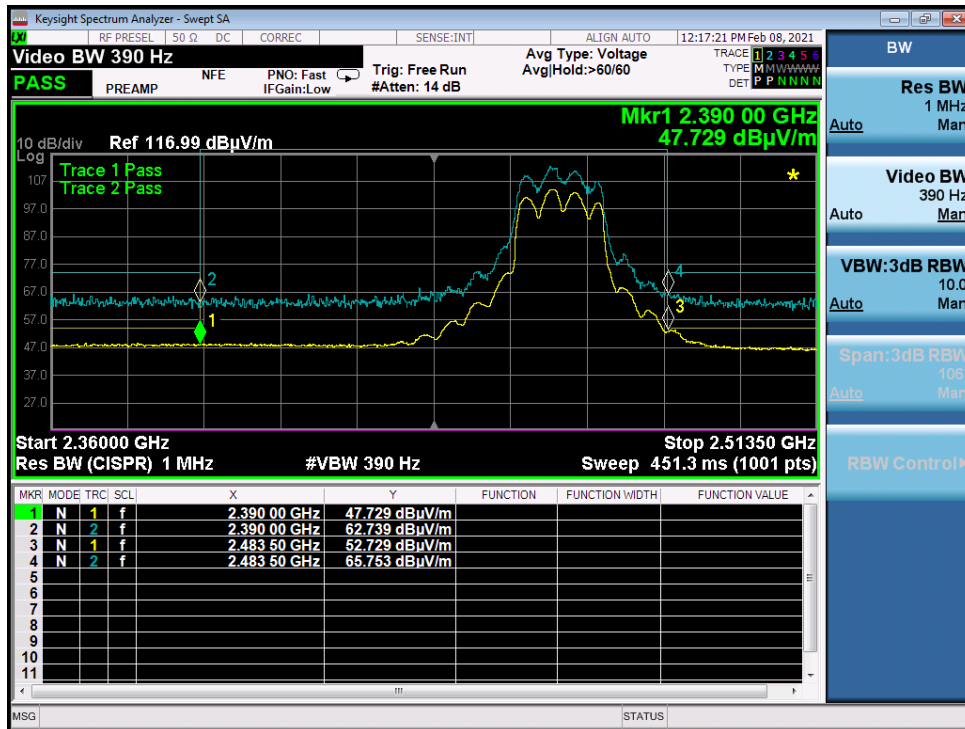 Keysight Spectrum Analyzer - Swept SA
LXI RF PRESEL 50 Ω DC CORREC SENSE:INT ALIGN AUTO 12:17:21 PM Feb 08, 2021
Video BW 390 Hz
PASS
PREAMP
NFE
PNO: Fast
IFGain:Low
Trig: Free Run
#Atten: 14 dB
Avg Type: Voltage
Avg|Hold:>60/60
TRACE 1 2 3 4 5 6
TYPE M M W W W W
DET P P N N N N
Mkr1 2.390 00 GHz
47.729 dBµV/m
10 dB/div Ref 116.99 dBµV/m
Log
Trace 1 Pass
Trace 2 Pass
*
107
97.0
87.0
77.0
67.0
57.0
47.0
37.0
27.0
2
1
4
3
Start 2.36000 GHz Stop 2.51350 GHz
Res BW (CISPR) 1 MHz #VBW 390 Hz Sweep 451.3 ms (1001 pts)
MKR MODE TRC SCL X Y FUNCTION FUNCTION WIDTH FUNCTION VALUE
1 N 1 f 2.390 00 GHz 47.729 dBµV/m
2 N 2 f 2.390 00 GHz 62.739 dBµV/m
3 N 1 f 2.483 50 GHz 52.729 dBµV/m
4 N 2 f 2.483 50 GHz 65.753 dBµV/m
5
6
7
8
9
10
11
MSG STATUS
BW
Res BW
1 MHz
Auto Man
Video BW
390 Hz
Auto Man
VBW:3dB RBW
10.0
Auto Man
Span:3dB RBW
106
Auto Man
RBW Control